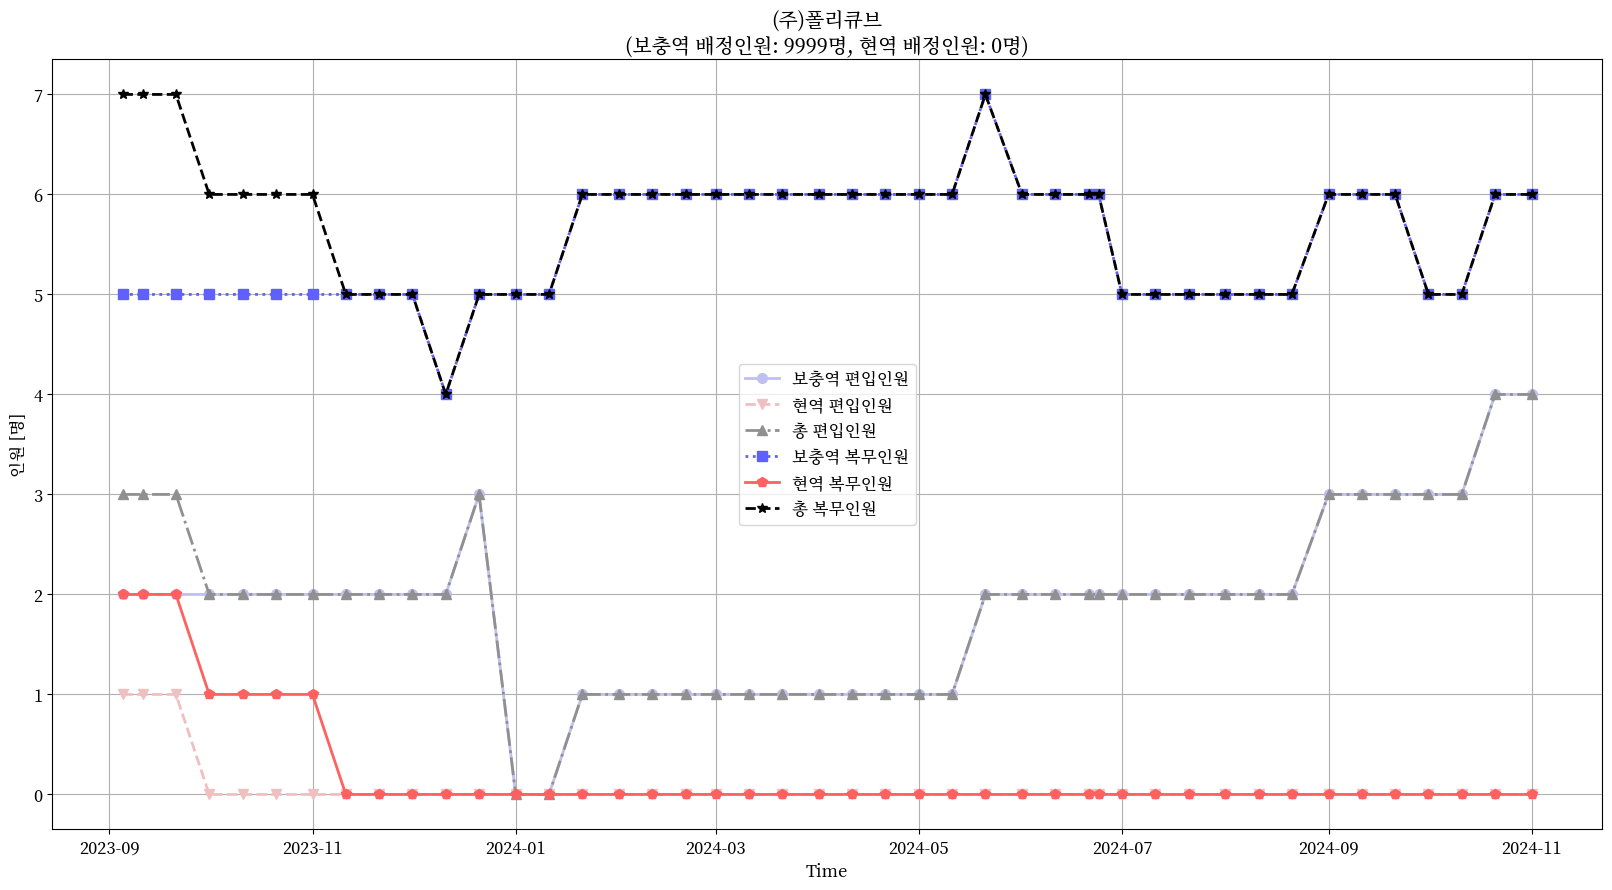 (주)폴리큐브
(보충역 배정인원: 9999명, 현역 배정인원: 0명)
인원 [명]
7
6
5
4
3
2
1
0
보충역 편입인원
현역 편입인원
총 편입인원
보충역 복무인원
현역 복무인원
총 복무인원
2023-09 2023-11 2024-01 2024-03 2024-05 2024-07 2024-09 2024-11
Time